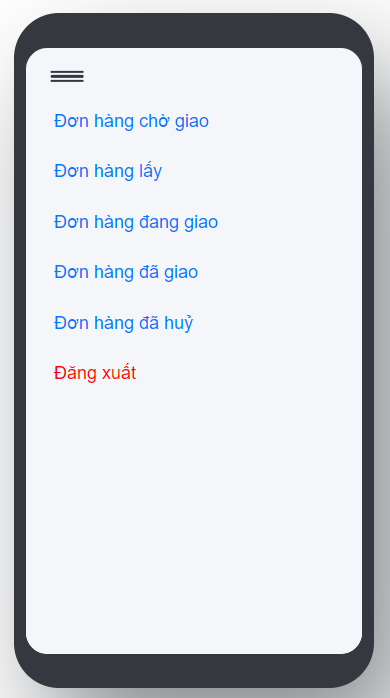 Đơn hàng chờ giao
Đơn hàng lấy
Đơn hàng đang giao
Đơn hàng đã giao
Đơn hàng đã huỷ
Đăng xuất